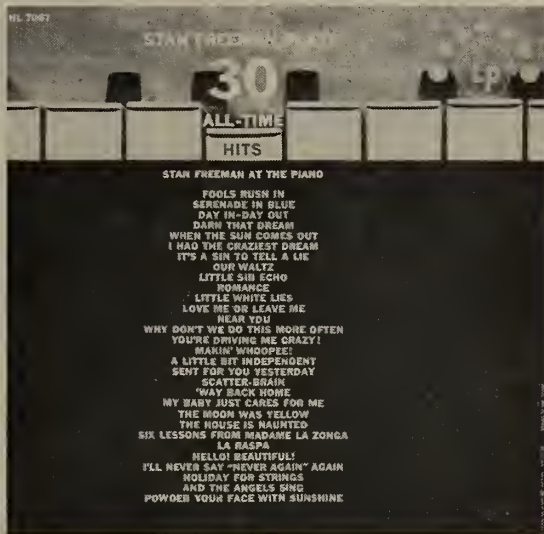 HL 7067
STAN FREEMAN PLAYS
30
LP
ALL-TIME
HITS
STAN FREEMAN AT THE PIANO
FOOLS RUSH IN
SERENADE IN BLUE
DAY IN-DAY OUT
DARN THAT DREAM
WHEN THE SUN COMES OUT
I HAD THE CRAZIEST DREAM
IT'S A SIN TO TELL A LIE
OUR WALTZ
LITTLE SIR ECHO
ROMANCE
LITTLE WHITE LIES
LOVE ME OR LEAVE ME
NEAR YOU
WHY DON'T WE DO THIS MORE OFTEN
YOU'RE DRIVING ME CRAZY!
MAKIN' WHOOPEE!
A LITTLE BIT INDEPENDENT
SENT FOR YOU YESTERDAY
SCATTER-BRAIN
'WAY BACK HOME
MY BABY JUST CARES FOR ME
THE MOON WAS YELLOW
THE HOUSE IS HAUNTED
SIX LESSONS FROM MADAME LA ZONGA
LA RASPA
HELLO! BEAUTIFUL!
I'LL NEVER SAY "NEVER AGAIN" AGAIN
HOLIDAY FOR STRINGS
AND THE ANGELS SING
POWDER YOUR FACE WITH SUNSHINE